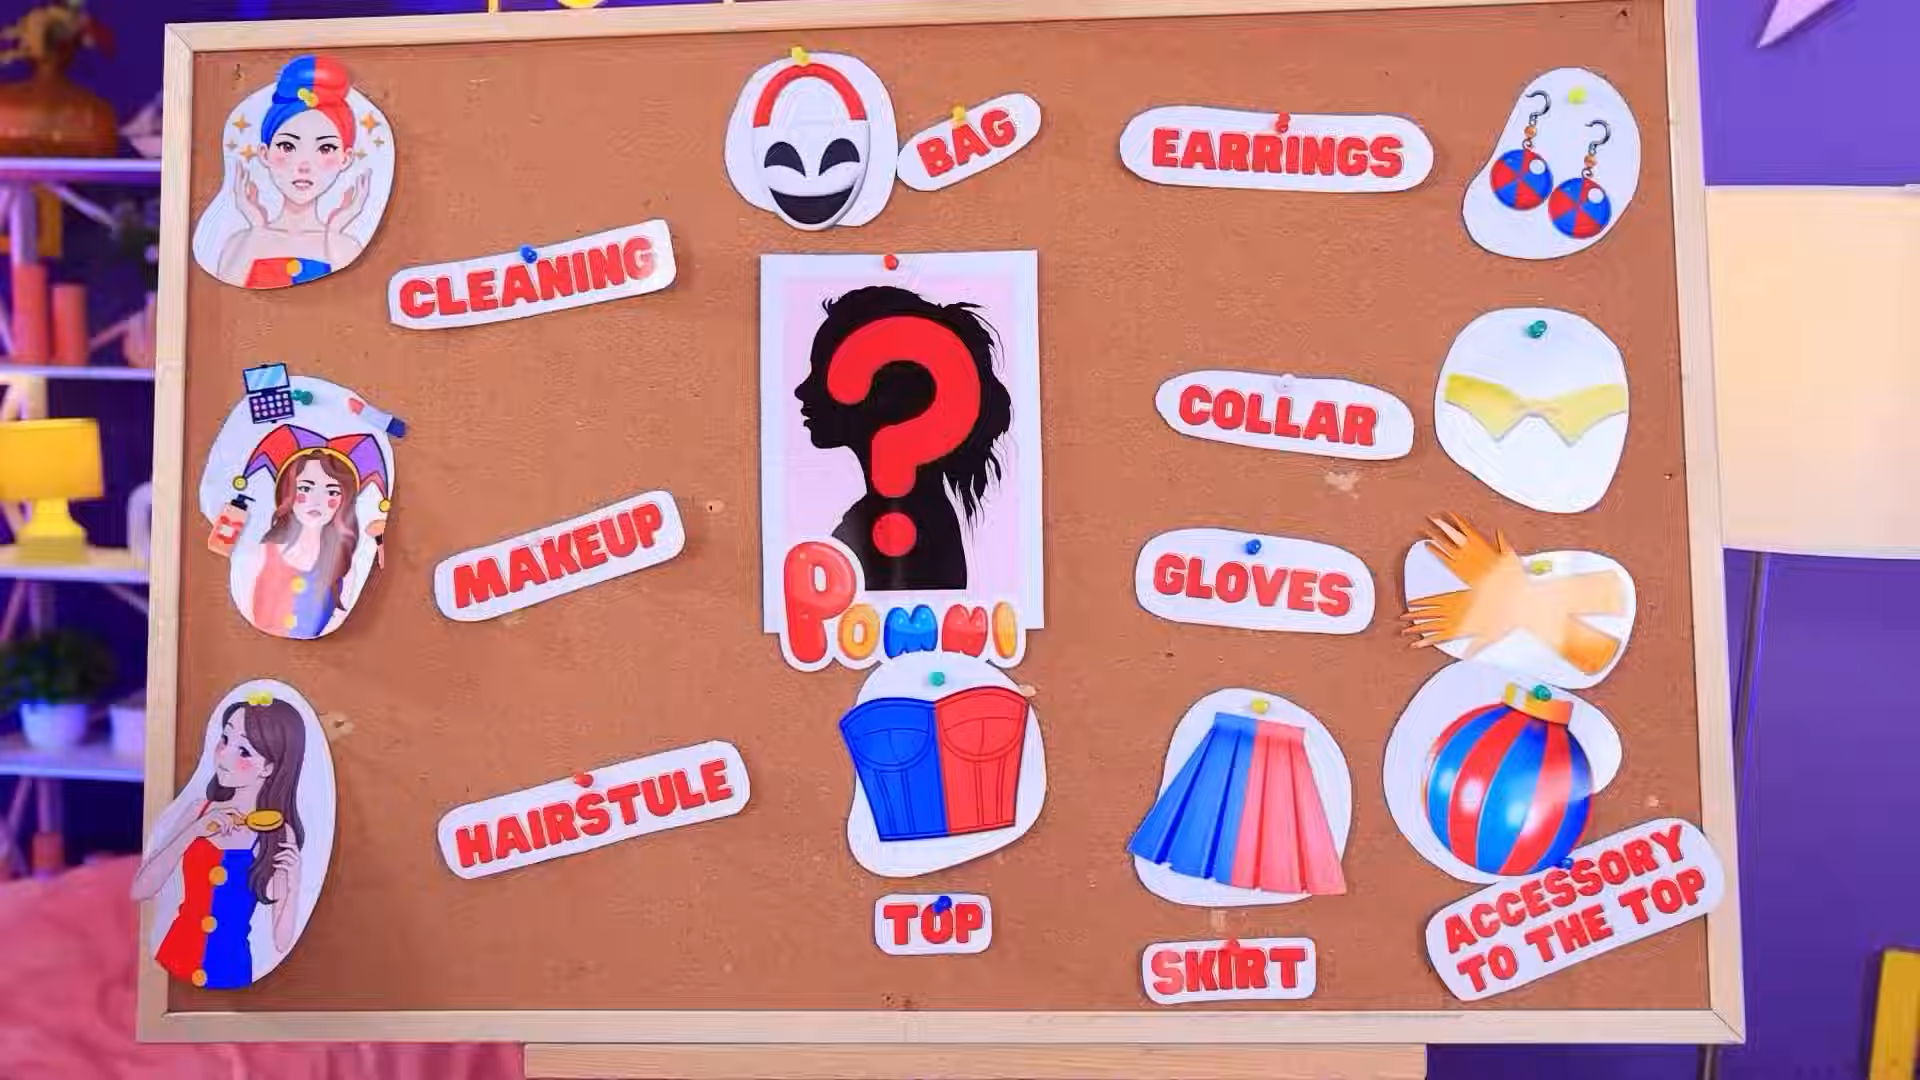 BAG
EARRINGS
CLEANING
COLLAR
MAKEUP
GLOVES
POMNI
HAIRSTULE
TOP
SKIRT
ACCESSORY
TO THE TOP